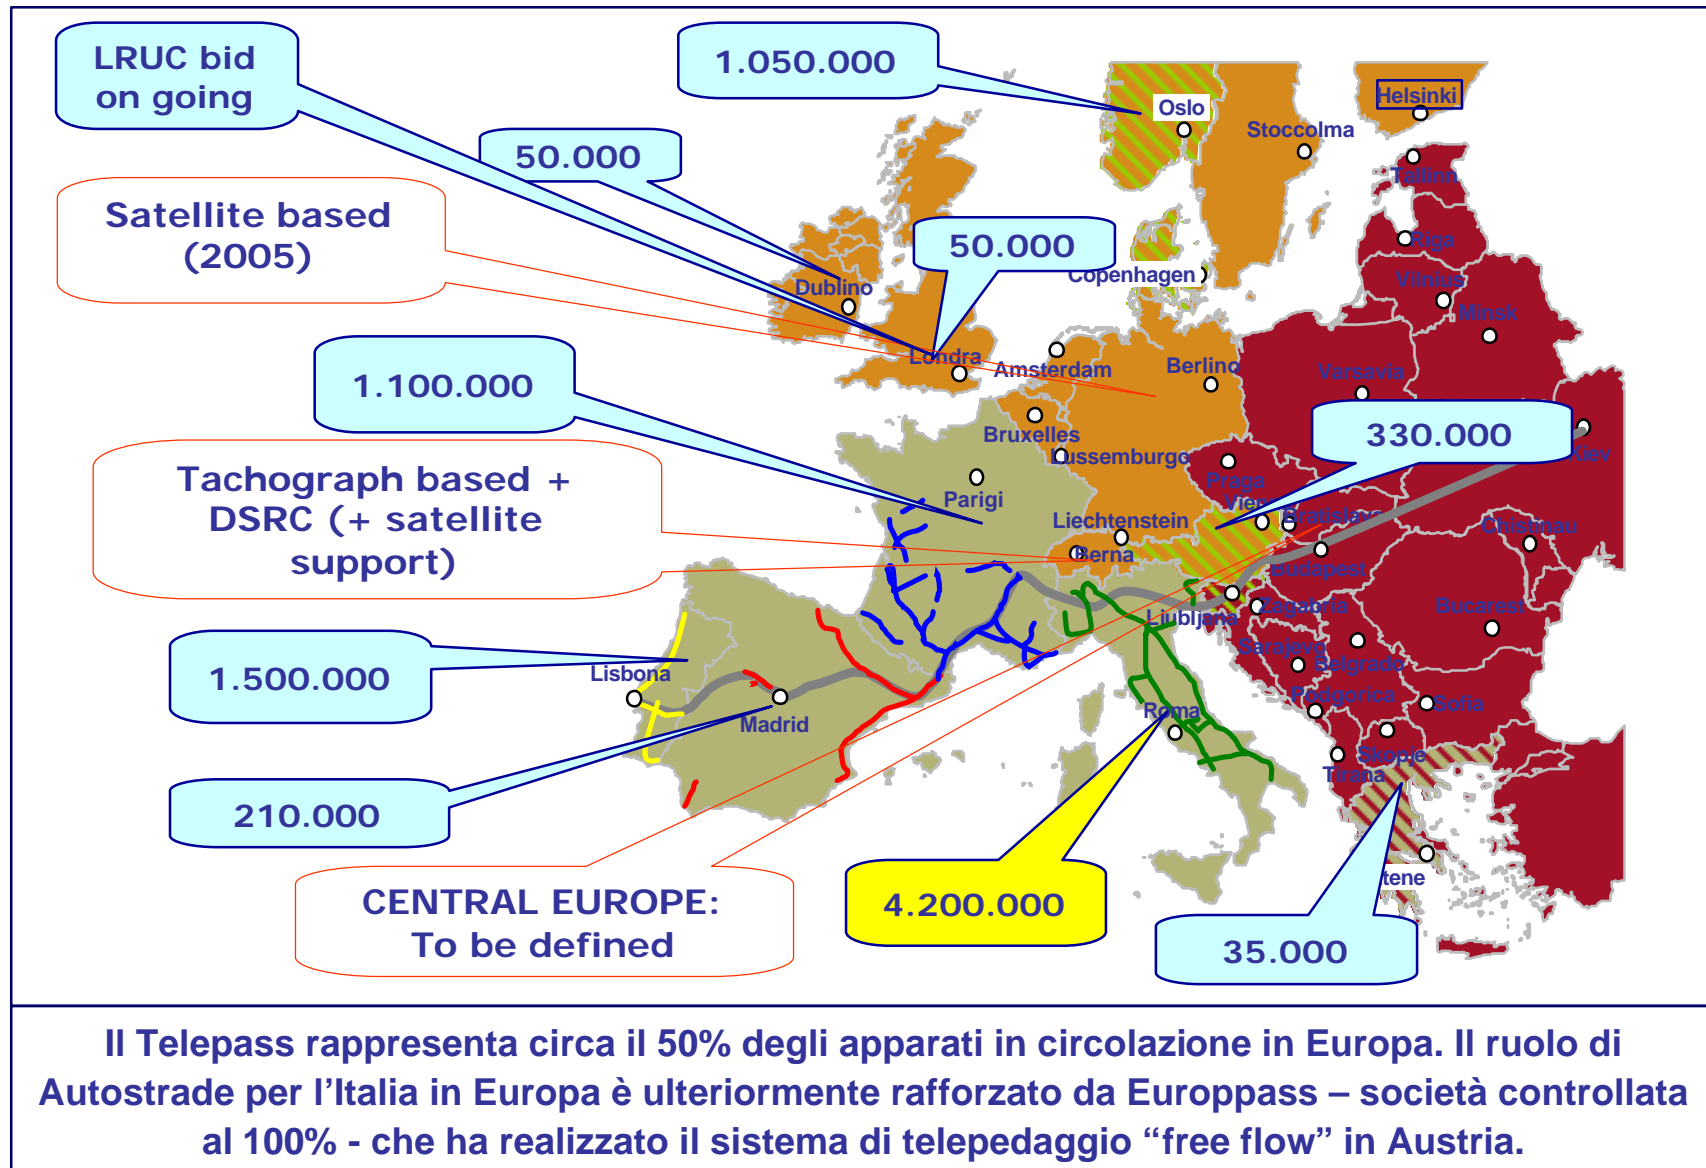 LRUC bid
on going
1.050.000
50.000
Satellite based
(2005)
50.000
Oslo
Helsinki
Stoccolma
Tallinn
Riga
Copenhagen
Vilnius
Dublino
Minsk
Londra
Amsterdam
Berlino
Varsavia
1.100.000
Bruxelles
330.000
Lussemburgo
Kiev
Tachograph based +
DSRC (+ satellite
support)
Parigi
Praga
Liechtenstein
Bratislava
Chisinau
Berna
Budapest
Ljubljana
Zagabria
Bucarest
1.500.000
Lisbona
Sarajevo
Belgrado
Podgorica
Sofia
Madrid
Roma
Skopje
Tirana
210.000
CENTRAL EUROPE:
To be defined
4.200.000
tene
35.000
Il Telepass rappresenta circa il 50% degli apparati in circolazione in Europa. Il ruolo di
Autostrade per l’Italia in Europa è ulteriormente rafforzato da Europpass – società controllata
al 100% - che ha realizzato il sistema di telepedaggio “free flow” in Austria.